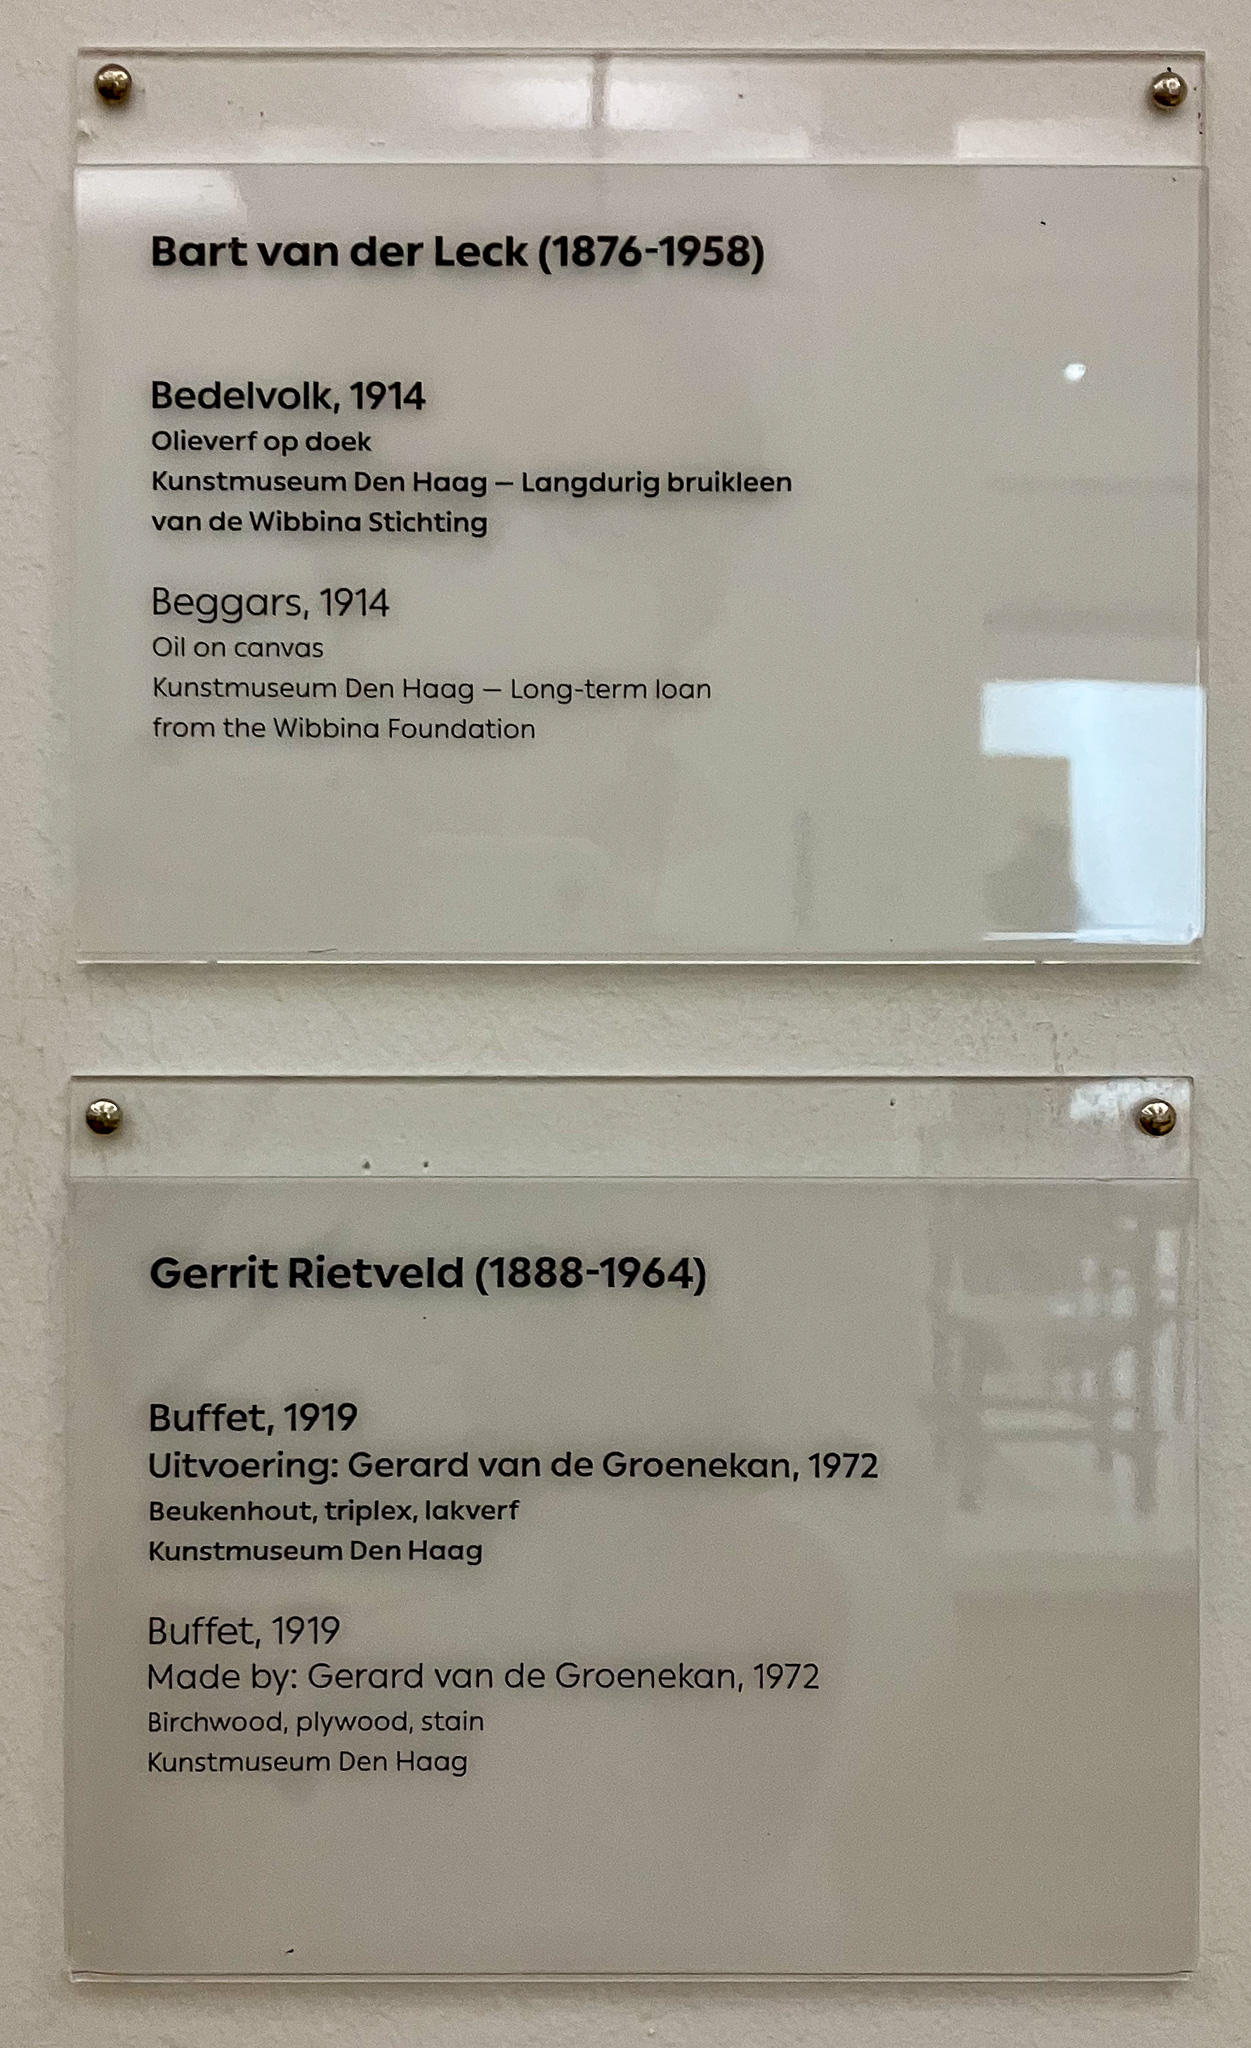 Bart van der Leck (1876-1958)
Bedelvolk, 1914
Olieverf op doek
Kunstmuseum Den Haag – Langdurig bruikleen
van de Wibbina Stichting
Beggars, 1914
Oil on canvas
Kunstmuseum Den Haag – Long-term loan
from the Wibbina Foundation
Gerrit Rietveld (1888-1964)
Buffet, 1919
Uitvoering: Gerard van de Groenekan, 1972
Beukenhout, triplex, lakverf
Kunstmuseum Den Haag
Buffet, 1919
Made by: Gerard van de Groenekan, 1972
Birchwood, plywood, stain
Kunstmuseum Den Haag